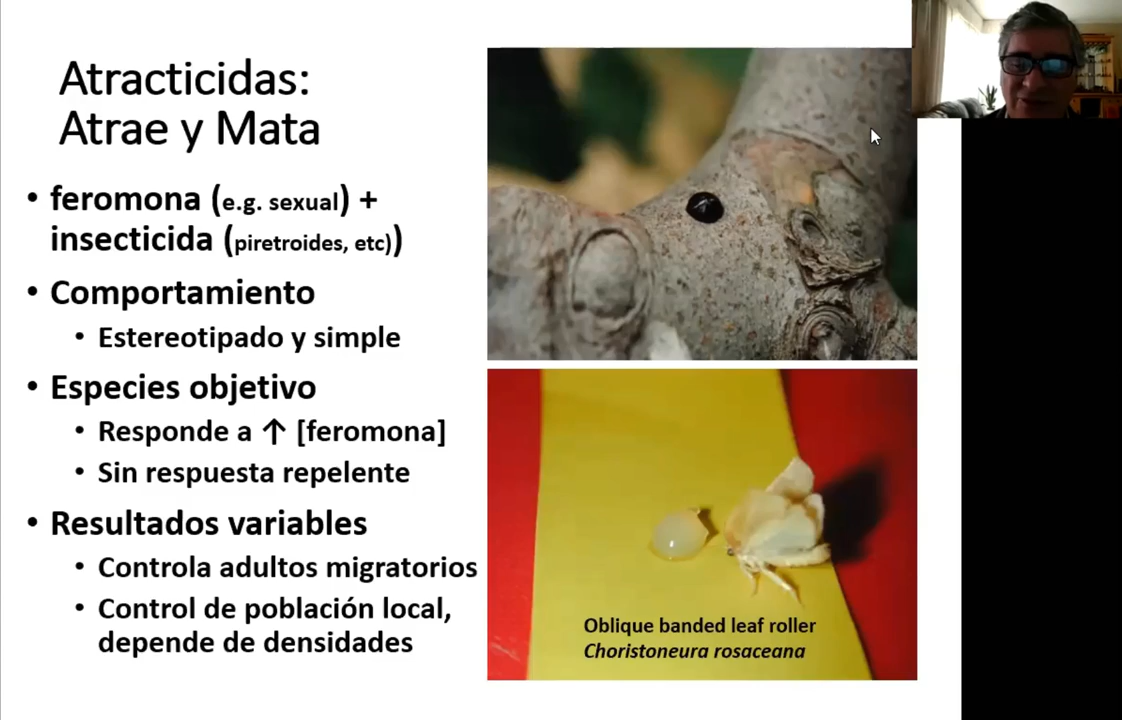 Atracticidas:
Atrae y Mata
• feromona (e.g. sexual) +
insecticida (piretroides, etc))
• Comportamiento
• Estereotipado y simple
• Especies objetivo
• Responde a ↑ [feromona]
• Sin respuesta repelente
• Resultados variables
• Controla adultos migratorios
• Control de población local,
depende de densidades
Oblique banded leaf roller
Choristoneura rosaceana